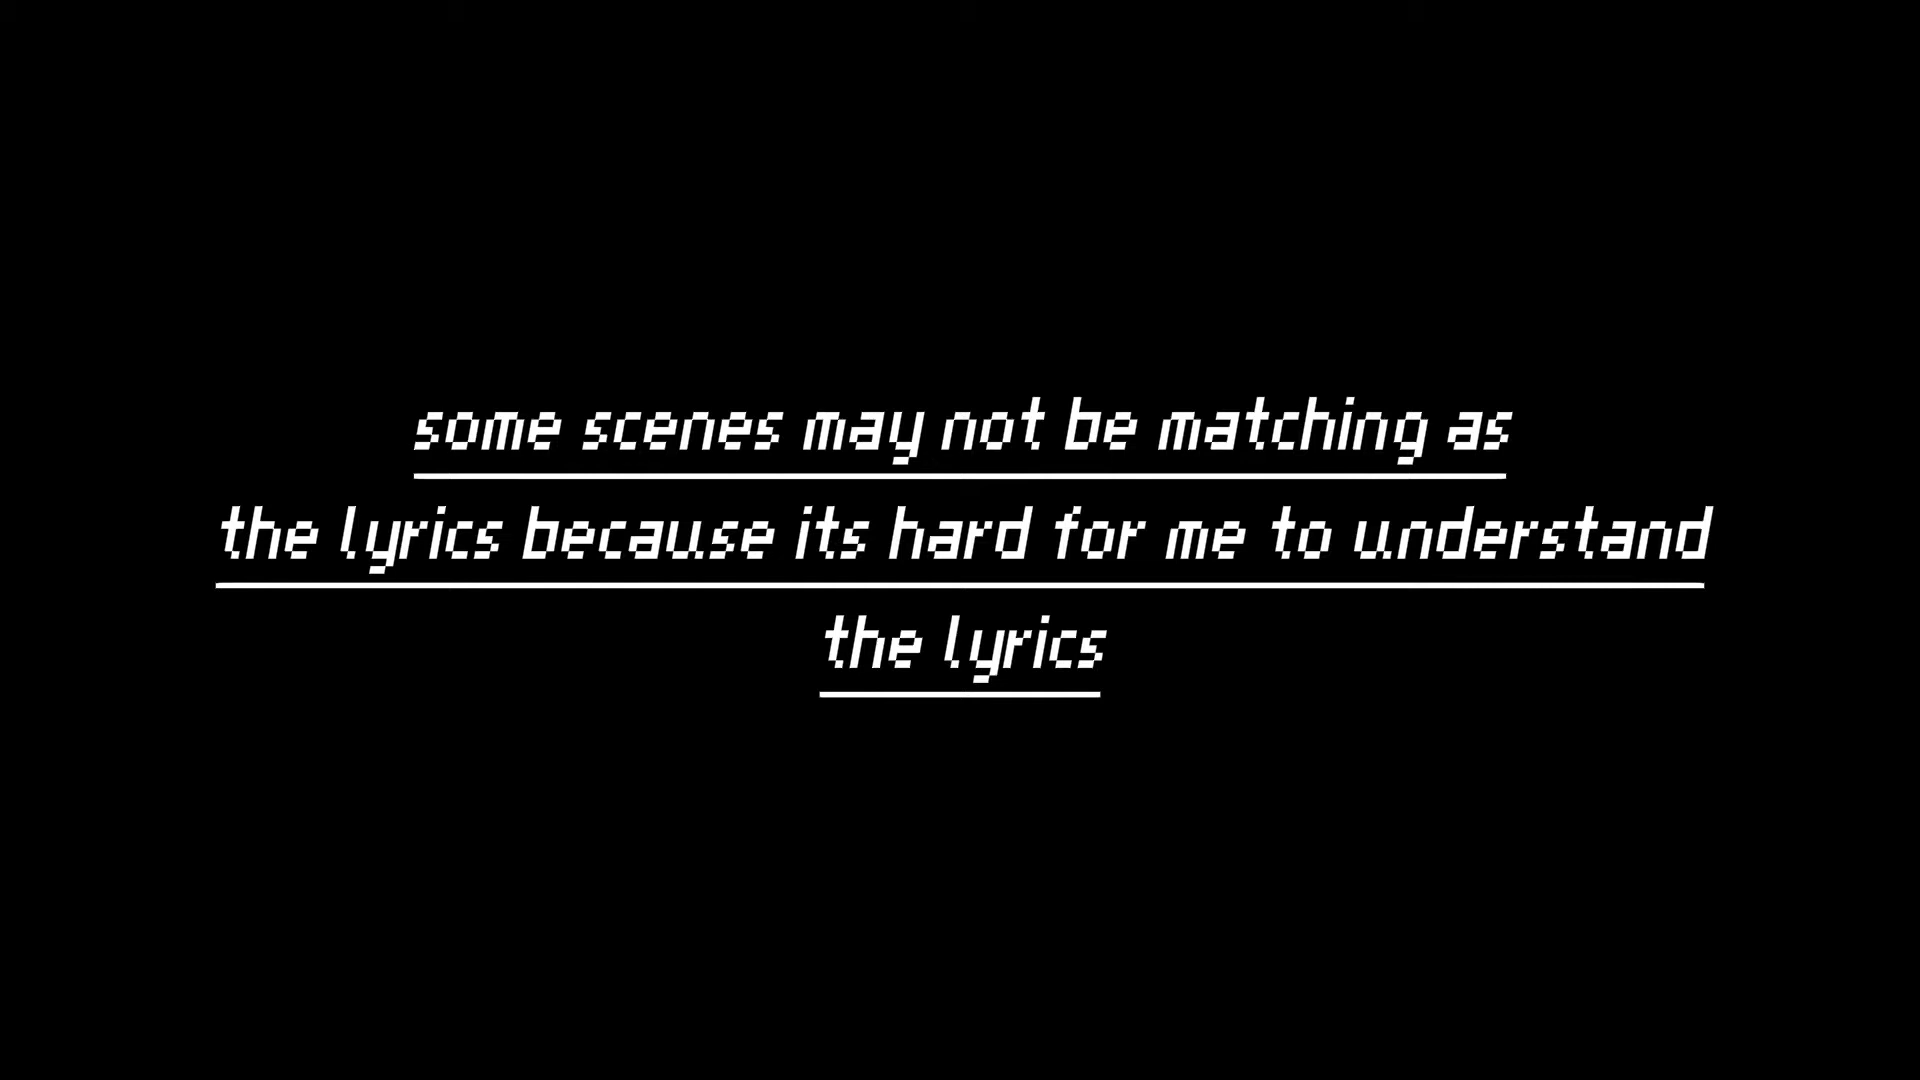 some scenes may not be matching as
the lyrics because its hard for me to understand
the lyrics